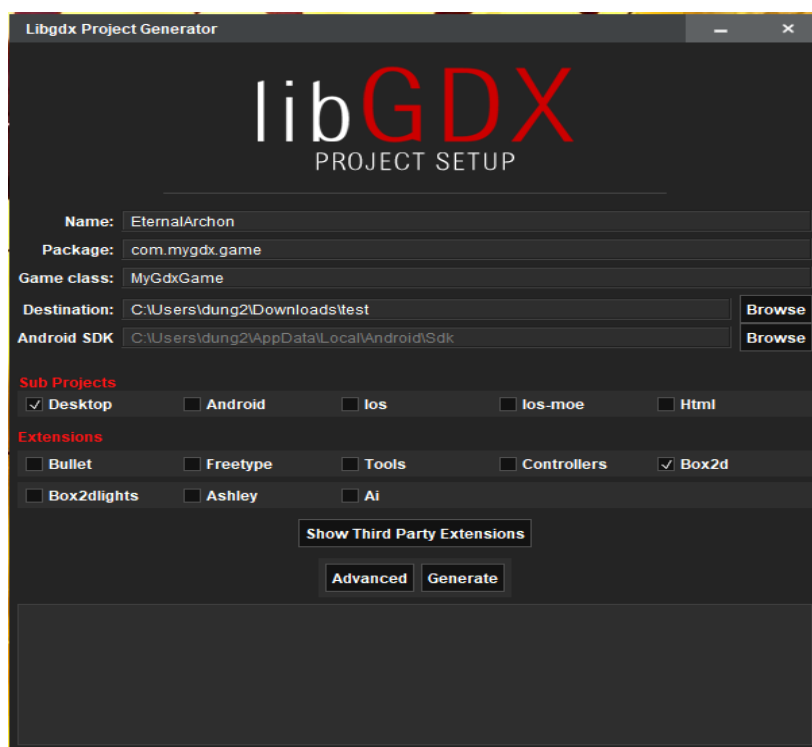 Libgdx Project Generator
libGDX
PROJECT SETUP
Name: EternalArchon
Package: com.mygdx.game
Game class: MyGdxGame
Destination: C:\Users\dung2\Downloads\test Browse
Android SDK C:\Users\dung2\AppData\Local\Android\Sdk Browse
Sub Projects
Desktop Android Ios Ios-moe Html
Extensions
Bullet Freetype Tools Controllers Box2d
Box2dlights Ashley Ai
Show Third Party Extensions
Advanced Generate